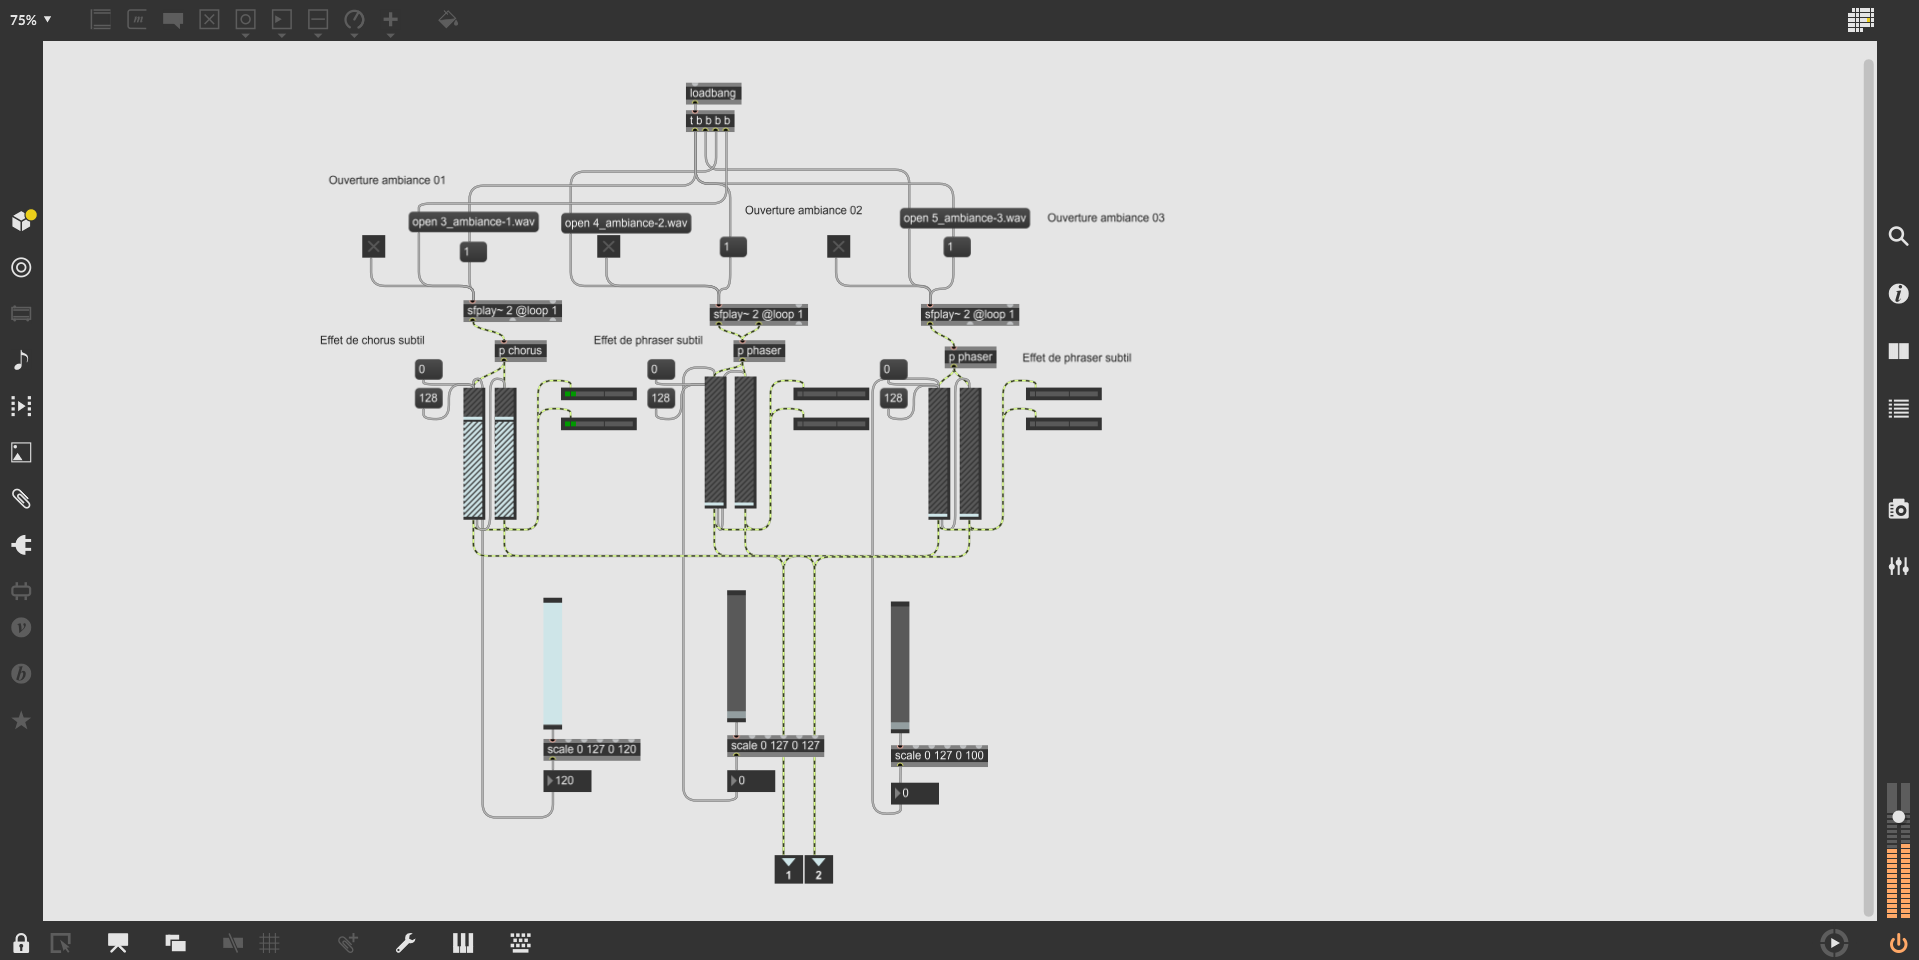 75%
loadbang
t b b b b
Ouverture ambiance 01
Ouverture ambiance 02
Ouverture ambiance 03
open 3_ambiance-1.wav
open 4_ambiance-2.wav
open 5_ambiance-3.wav
1
1
1
sfplay~ 2 @loop 1
sfplay~ 2 @loop 1
sfplay~ 2 @loop 1
Effet de chorus subtil
p chorus
Effet de phraser subtil
p phaser
p phaser
Effet de phraser subtil
0
0
0
128
128
128
scale 0 127 0 120
scale 0 127 0 127
scale 0 127 0 100
120
0
0
1
2